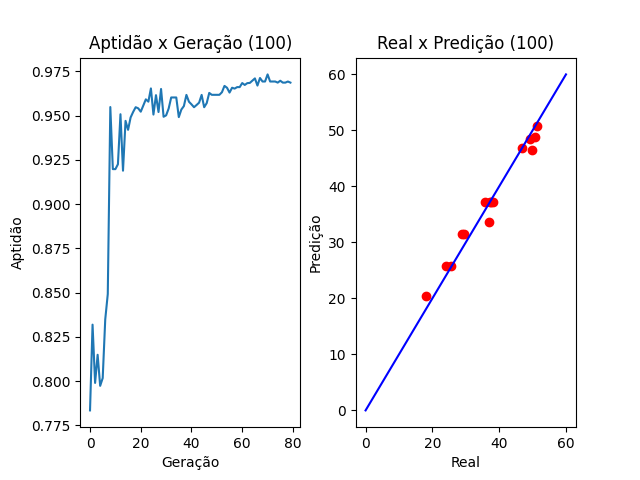 Aptidão x Geração (100)
Aptidão
0.975
0.950
0.925
0.900
0.875
0.850
0.825
0.800
0.775
0 20 40 60 80
Geração
Real x Predição (100)
Predição
60
50
40
30
20
10
0
0 20 40 60
Real